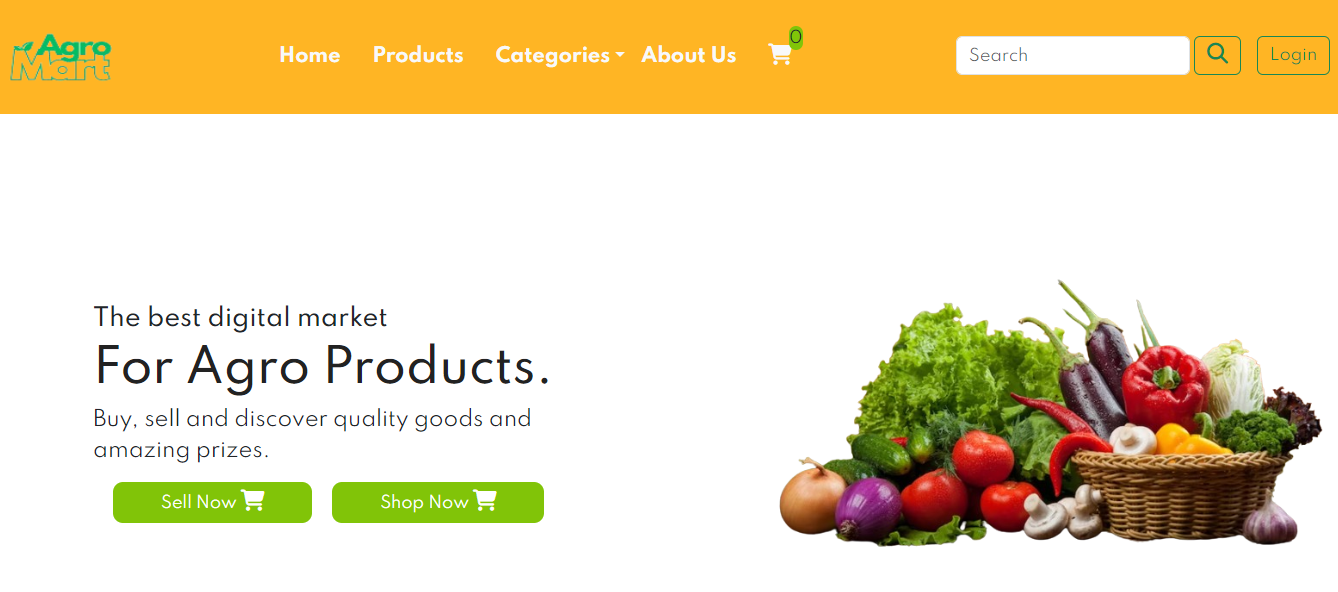 Agro
Mart
Home Products Categories About Us 0 Search Login
The best digital market
For Agro Products.
Buy, sell and discover quality goods and
amazing prizes.
Sell Now Shop Now